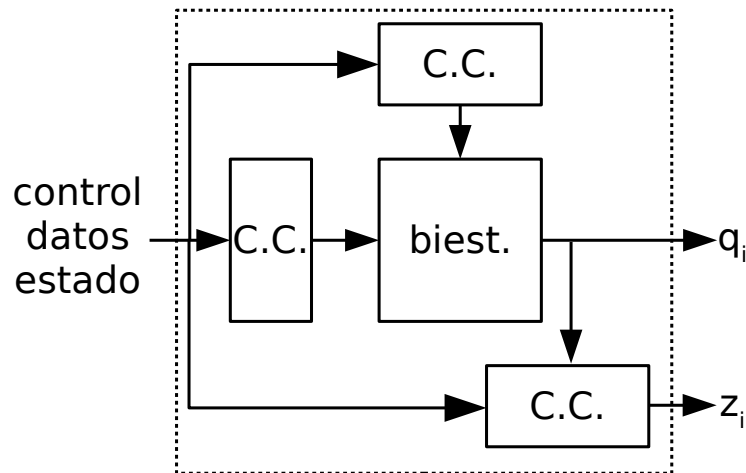 C.C.
control
datos
estado
C.C.
biest.
qi
C.C.
zi